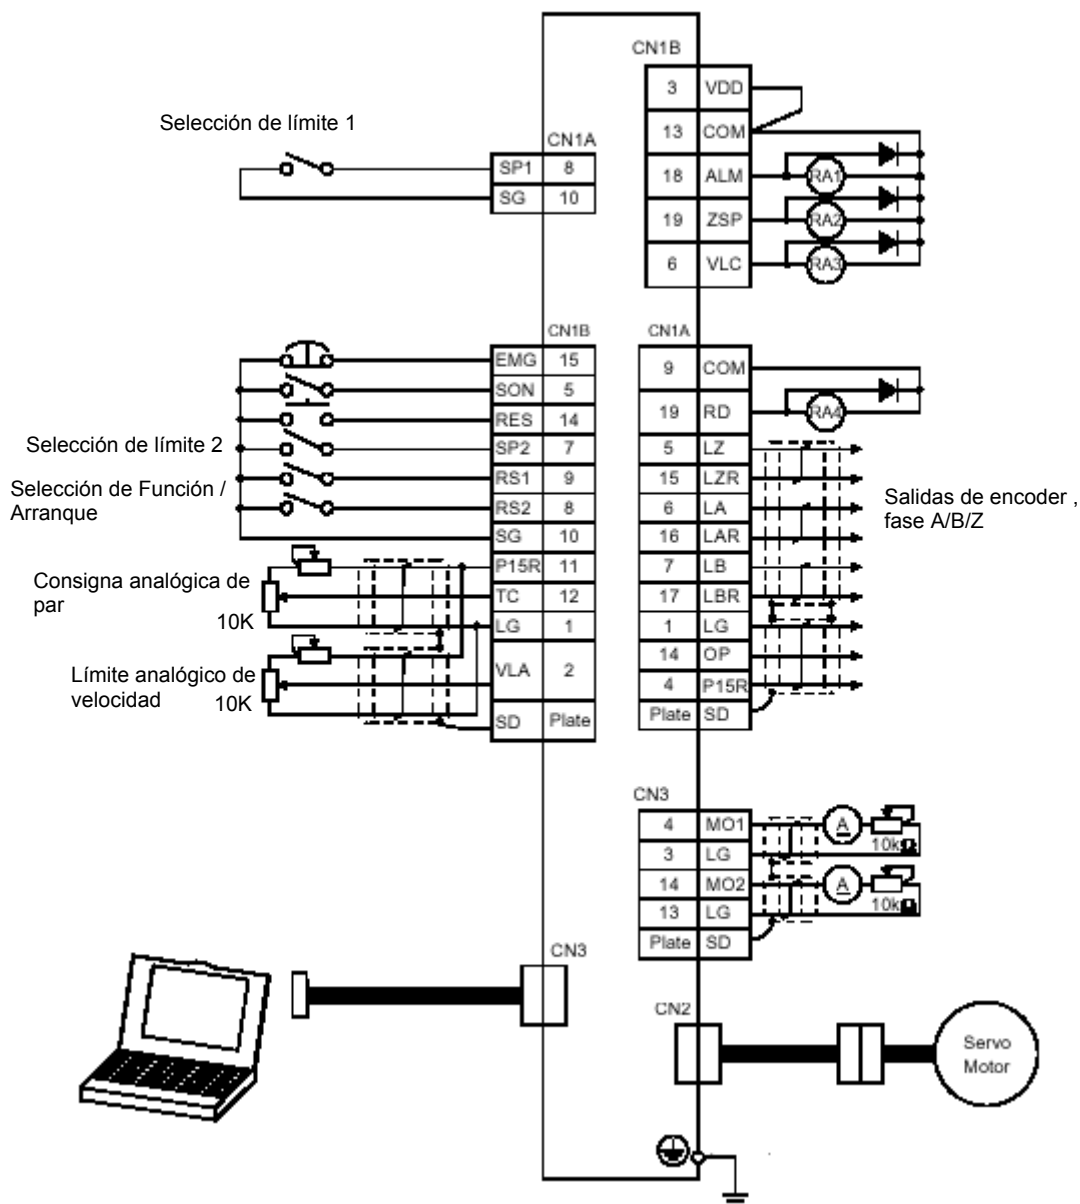 CN1B
3 VDD
13 COM
18 ALM RA1
19 ZSP RA2
6 VLC RA3
Selección de límite 1
CN1A
SP1 8
SG 10
CN1B
EMG 15
SON 5
RES 14
Selección de límite 2
SP2 7
Selección de Función /
Arranque
RS1 9
RS2 8
SG 10
Consigna analógica de
par
10K
P15R 11
TC 12
LG 1
Límite analógico de
velocidad 10K
VLA 2
SD Plate
CN1A
9 COM
19 RD RA4
5 LZ
15 LZR
6 LA
16 LAR
7 LB
17 LBR
1 LG
14 OP
4 P15R
Plate SD
Salidas de encoder ,
fase A/B/Z
CN3
4 MO1 A
10kΩ
3 LG
14 MO2 A
10kΩ
13 LG
Plate SD
CN3
CN2
Servo
Motor